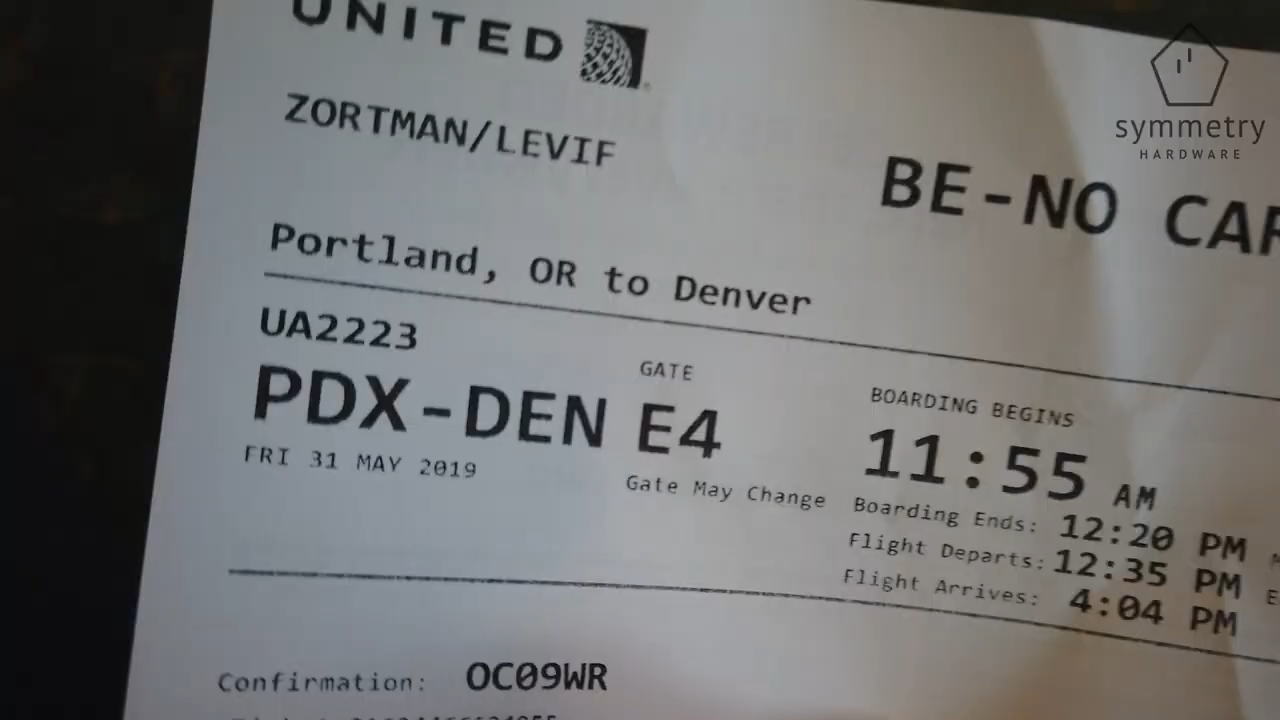 UNITED
symmetry
HARDWARE
ZORTMAN/LEVIF
BE-NO
Portland, OR to Denver
UA2223
GATE
BOARDING BEGINS
PDX-DEN E4
11:55 AM
FRI 31 MAY 2019
Gate May Change
Boarding Ends: 12:20 PM
Flight Departs: 12:35 PM
Flight Arrives: 4:04 PM
Confirmation: OC09WR